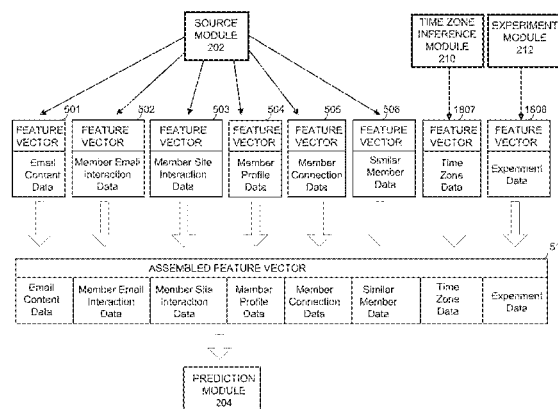 SOURCE
MODULE
202
TIME ZONE
INFERENCE
MODULE
210
EXPERIMENT
MODULE
212
501
502
503
504
505
506
1807
1608
FEATURE
VECTOR
Email
Content
Data
FEATURE
VECTOR
Member Email
Interaction
Data
FEATURE
VECTOR
Member Site
Interaction
Data
FEATURE
VECTOR
Member
Profile
Data
FEATURE
VECTOR
Member
Connection
Data
FEATURE
VECTOR
Similar
Member
Data
FEATURE
VECTOR
Time
Zone
Data
FEATURE
VECTOR
Experiment
Data
ASSEMBLED FEATURE VECTOR
Email
Content
Data
Member Email
Interaction
Data
Member Site
Interaction
Data
Member
Profile
Data
Member
Connection
Data
Similar
Member
Data
Time
Zone
Data
Experiment
Data
PREDICTION
MODULE
204